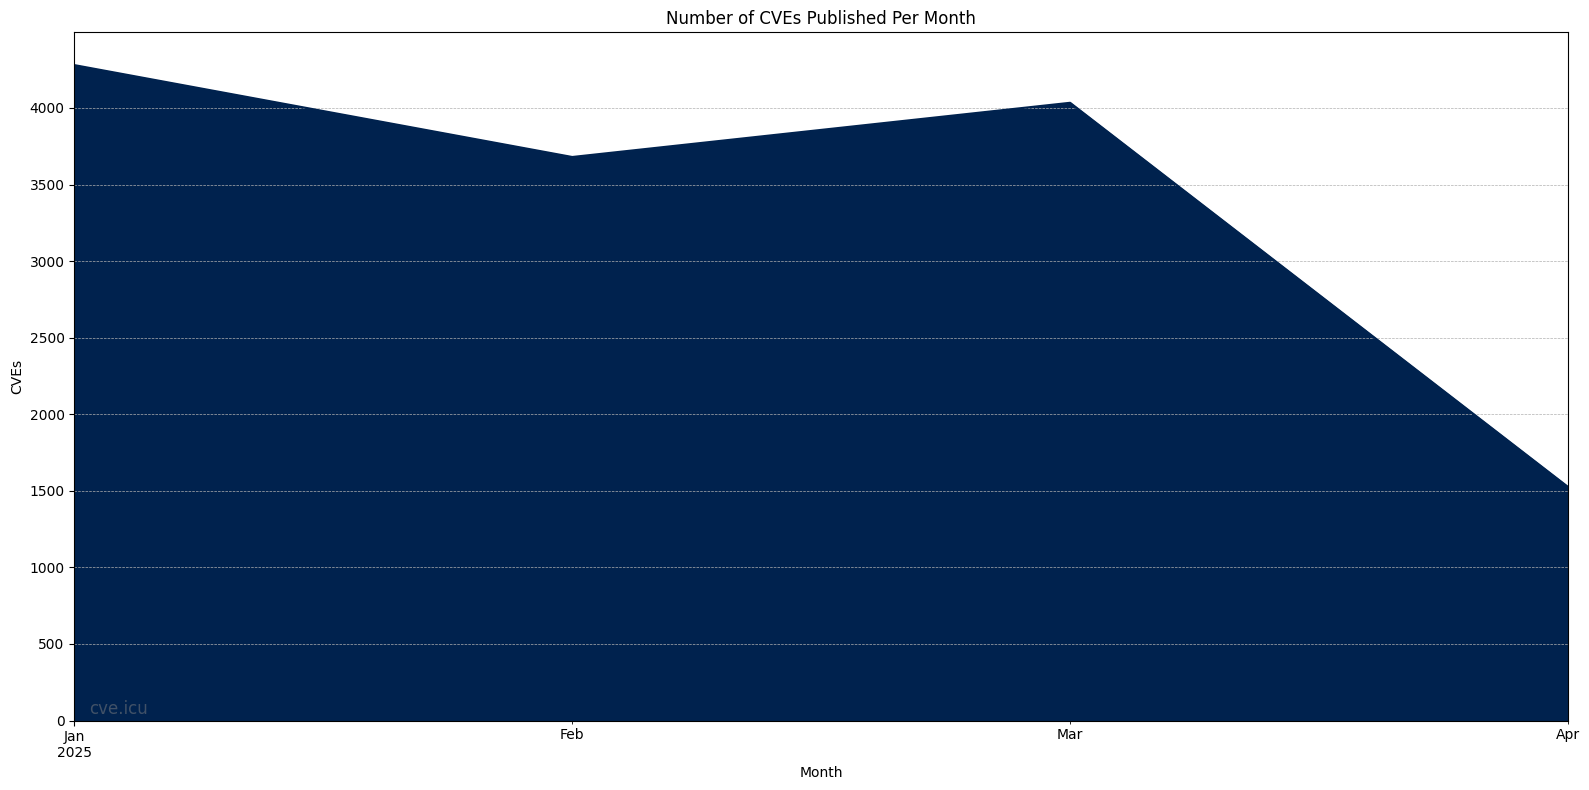 Number of CVEs Published Per Month
CVEs
4000
3500
3000
2500
2000
1500
1000
500
0
cve.icu
Jan
2025
Feb
Mar
Apr
Month